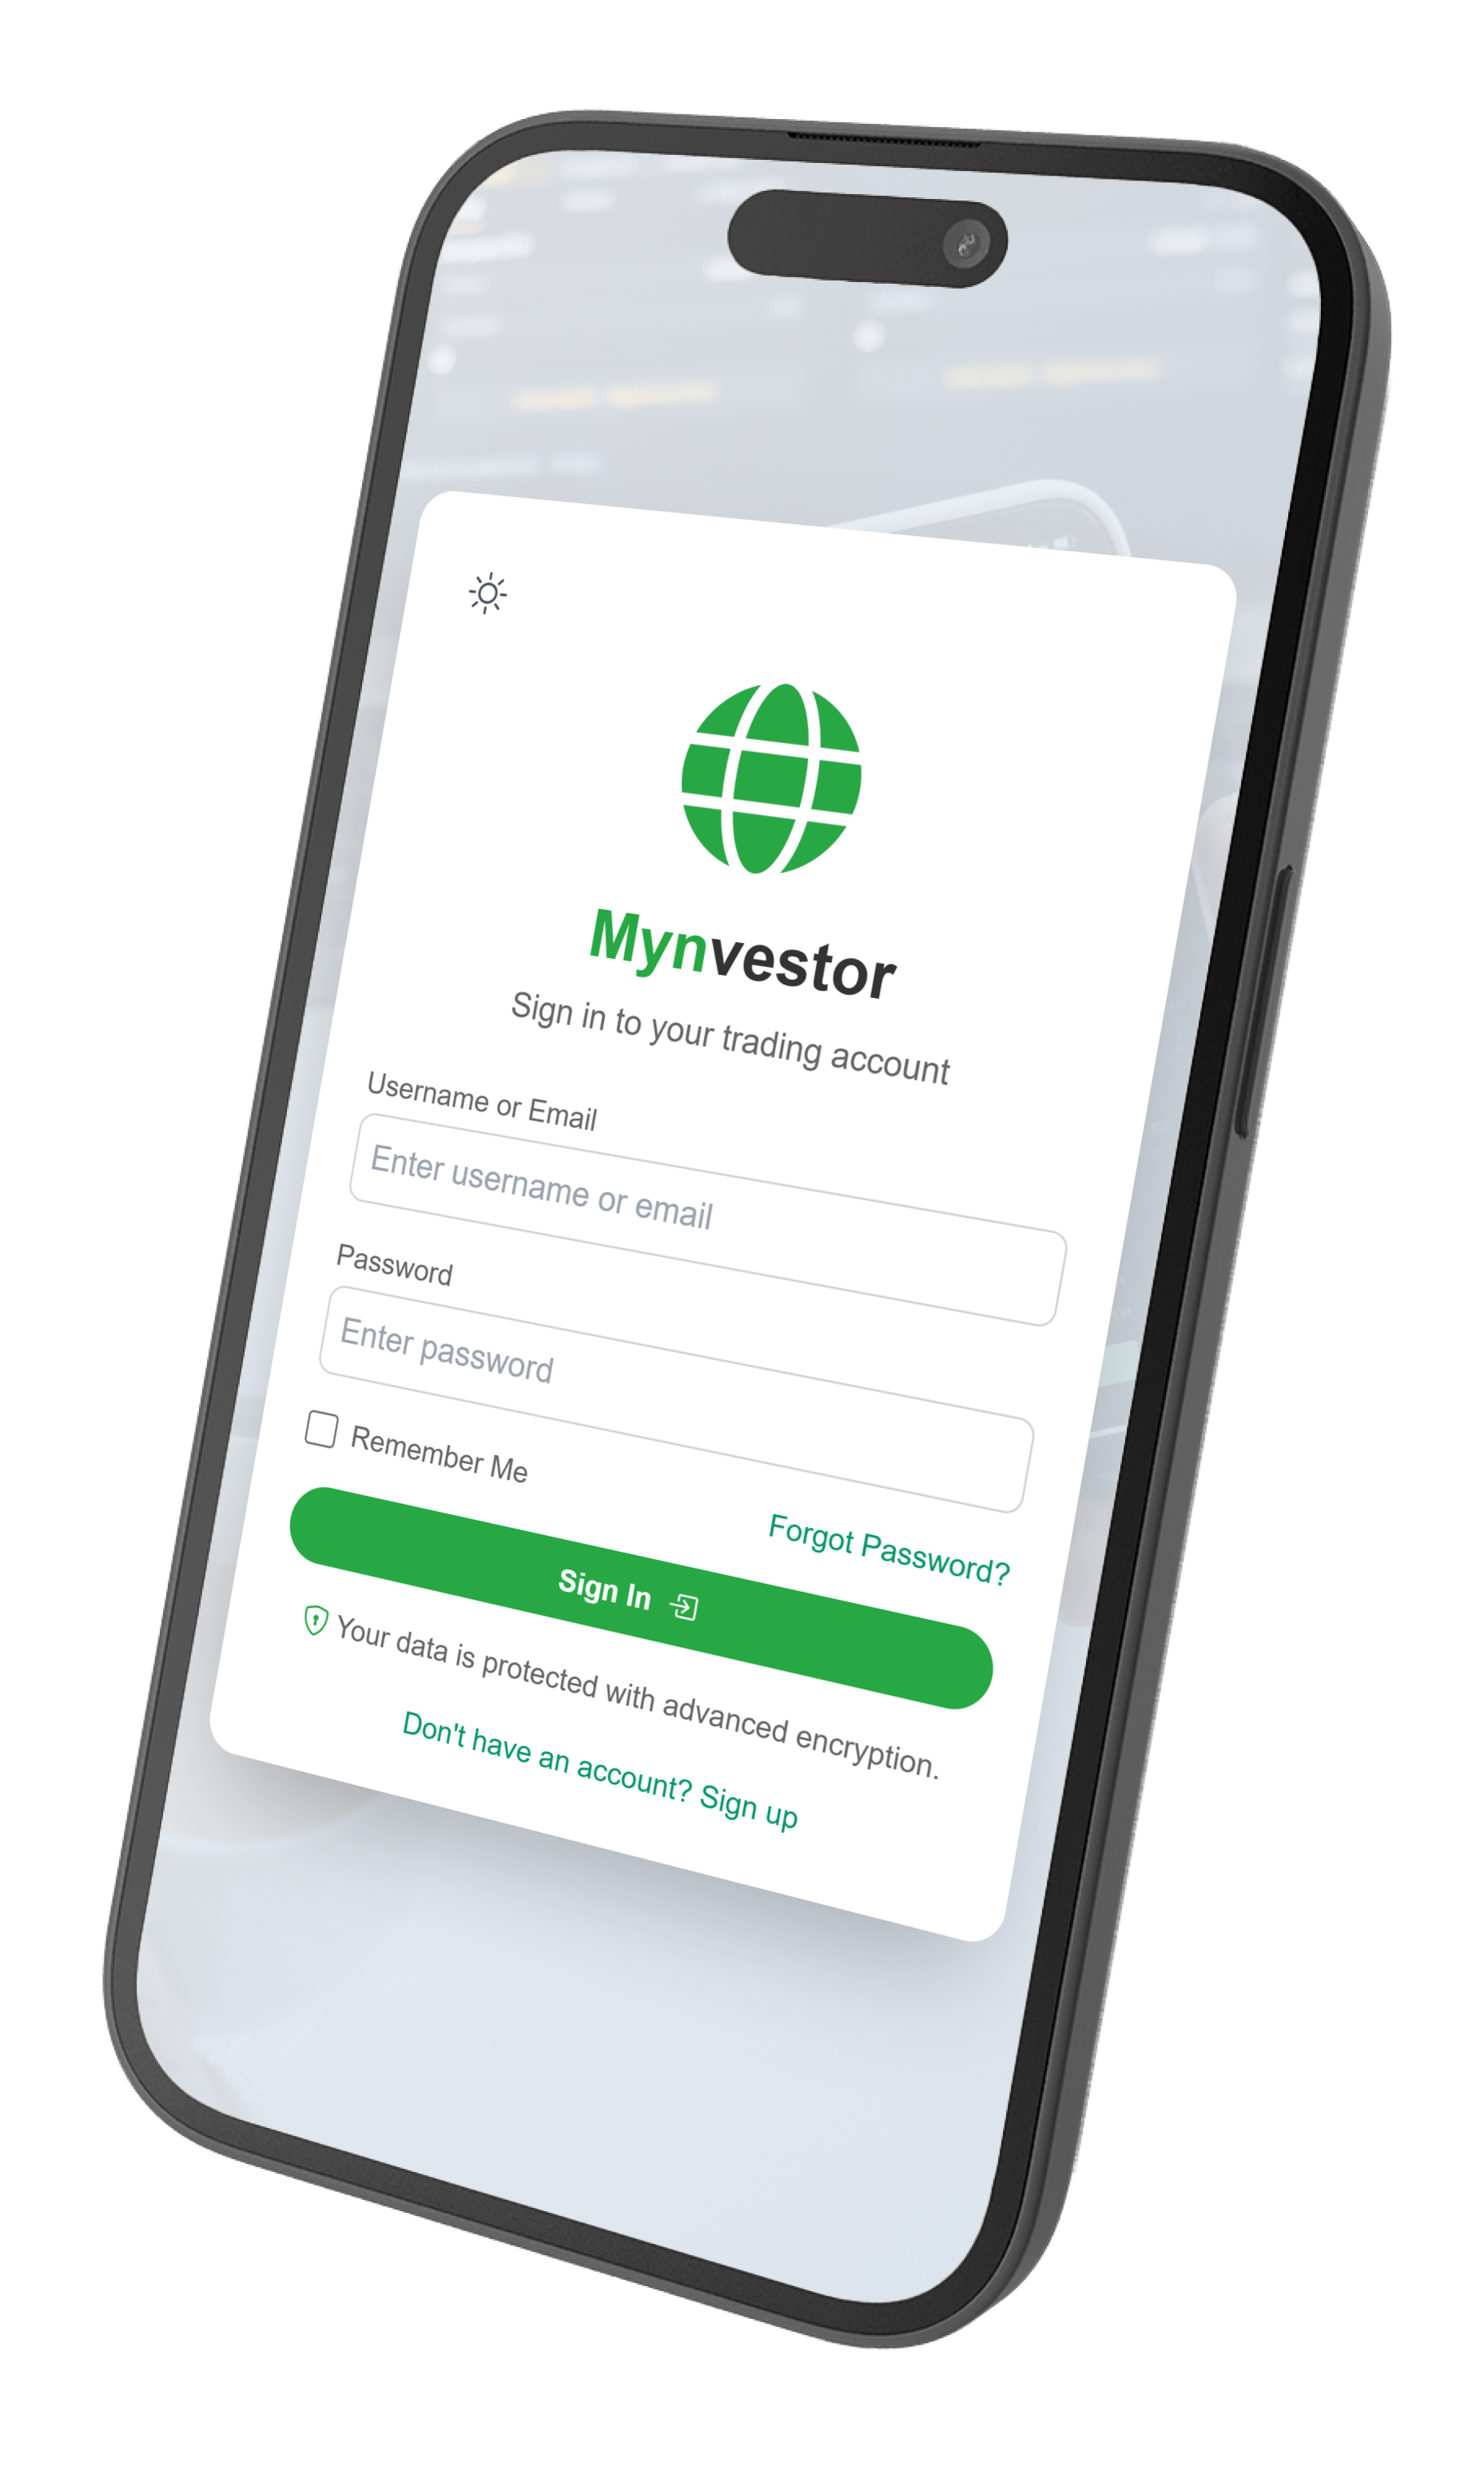 Mynvestor
Sign in to your trading account
Username or Email
Enter username or email
Password
Enter password
Remember Me
Forgot Password?
Sign In
Your data is protected with advanced encryption.
Don't have an account? Sign up